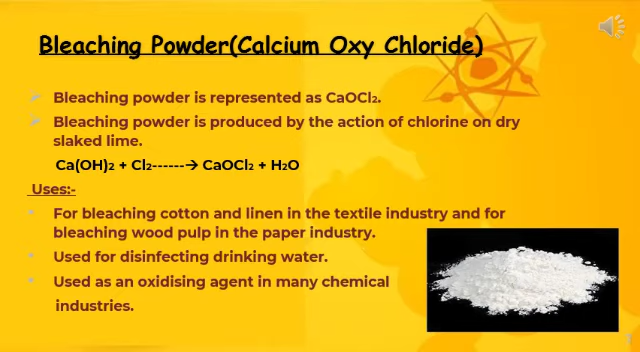 Bleaching Powder(Calcium Oxy Chloride)
Bleaching powder is represented as CaOCl₂.
Bleaching powder is produced by the action of chlorine on dry
slaked lime.
Ca(OH)₂ + Cl₂------→ CaOCl₂ + H₂O
Uses:-
For bleaching cotton and linen in the textile industry and for
bleaching wood pulp in the paper industry.
Used for disinfecting drinking water.
Used as an oxidising agent in many chemical
industries.